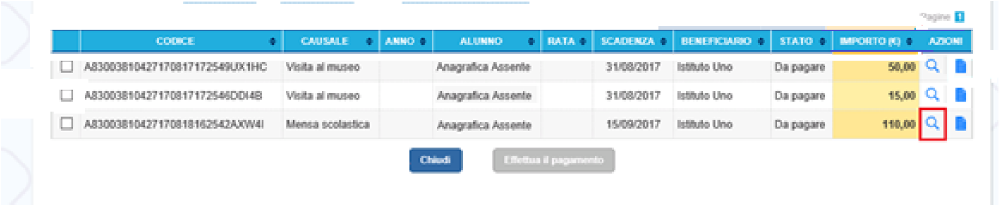 Pagine 1
CODICE CAUSALE ANNO ALUNNO RATA SCADENZA BENEFICIARIO STATO IMPORTO (€) AZIONI
A83003810427170817172549UX1HC Visita al museo Anagrafica Assente 31/08/2017 Istituto Uno Da pagare 50,00
A83003810427170817172546DDI4B Visita al museo Anagrafica Assente 31/08/2017 Istituto Uno Da pagare 15,00
A83003810427170818162542AXW4I Mensa scolastica Anagrafica Assente 15/09/2017 Istituto Uno Da pagare 110,00
Chiudi Effettua il pagamento